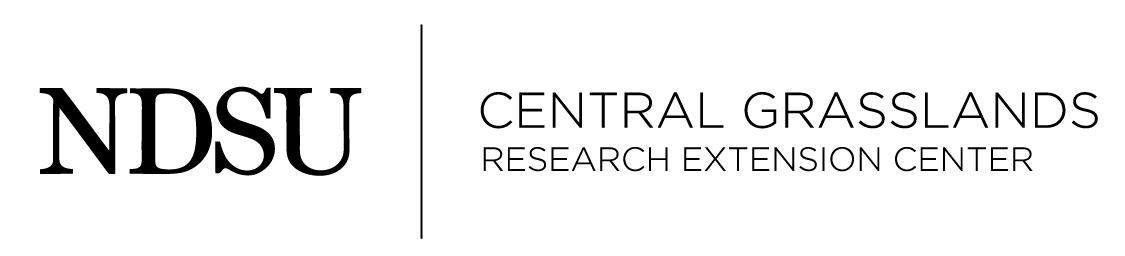 NDSU
CENTRAL GRASSLANDS
RESEARCH EXTENSION CENTER